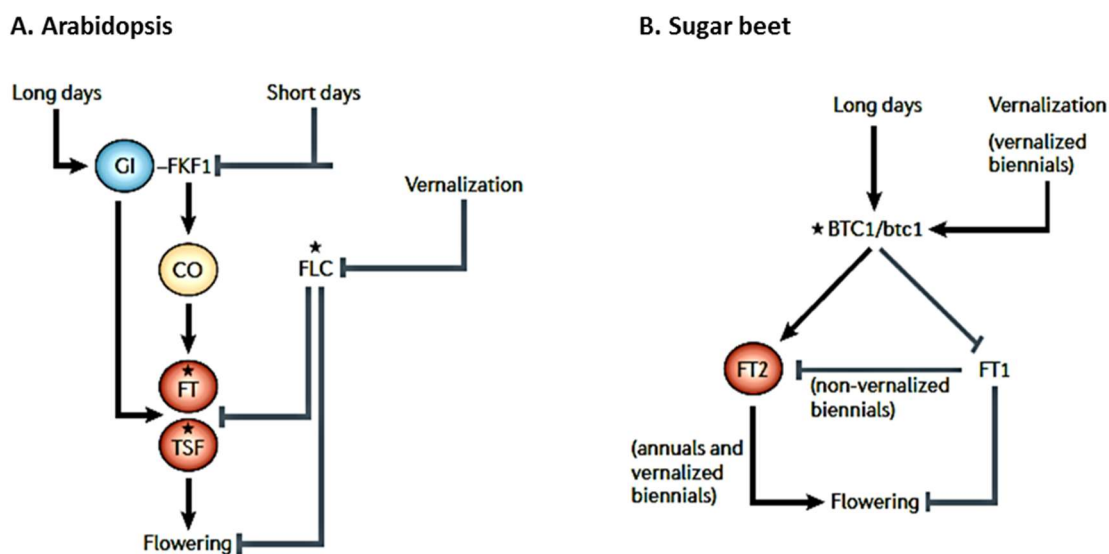 A. Arabidopsis
Long days
Short days
GI
–FKF1
Vernalization
CO
★
FLC
★
FT
★
TSF
Flowering
B. Sugar beet
Long days
Vernalization
(vernalized
biennials)
★ BTC1/btc1
FT2
FT1
(non-vernalized
biennials)
(annuals and
vernalized
biennials)
Flowering